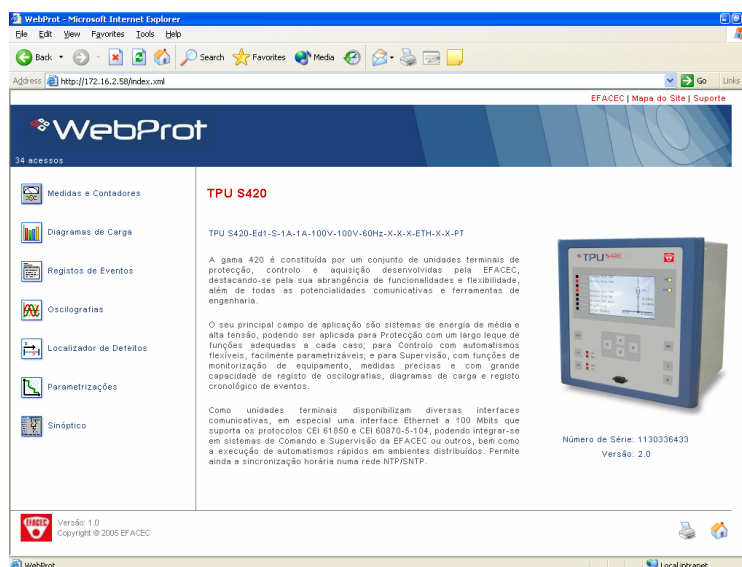 WebProt - Microsoft Internet Explorer
File Edit View Favorites Tools Help
Back Search Favorites Media
Address http://172.16.2.58/index.xml Go Links
EFACEC | Mapa do Site | Suporte
WebProt
34 acessos
Medidas e Contadores
Diagramas de Carga
Registos de Eventos
Oscilografias
Localizador de Defeitos
Parametrizações
Sinóptico
TPU S420
TPU S420-Ed1-S-1A-1A-100V-100V-60Hz-X-X-X-ETH-X-X-PT
A gama 420 é constituída por um conjunto de unidades terminais de
protecção, controlo e aquisição desenvolvidas pela EFACEC,
destacando-se pela sua abrangência de funcionalidades e flexibilidade,
além de todas as potencialidades comunicativas e ferramentas de
engenharia.
O seu principal campo de aplicação são sistemas de energia de média e
alta tensão, podendo ser aplicada para Protecção com um largo leque de
funções adequadas a cada caso; para Controlo com automatismos
flexíveis, facilmente parametrizáveis; e para Supervisão, com funções de
monitorização de equipamento, medidas precisas e com grande
capacidade de registo de oscilografias, diagramas de carga e registo
cronológico de eventos.
Como unidades terminais disponibilizam diversas interfaces
comunicativas, em especial uma interface Ethernet a 100 Mbits que
suporta os protocolos CEI 61850 e CEI 60870-5-104, podendo integrar-se
em sistemas de Comando e Supervisão da EFACEC ou outros, bem como
a execução de automatismos rápidos em ambientes distribuídos. Permite
ainda a sincronização horária numa rede NTP/SNTP.
TPU S420
Número de Série: 1130336433
Versão: 2.0
EFACEC
Versão: 1.0
Copyright © 2005 EFACEC
WebProt
Local intranet